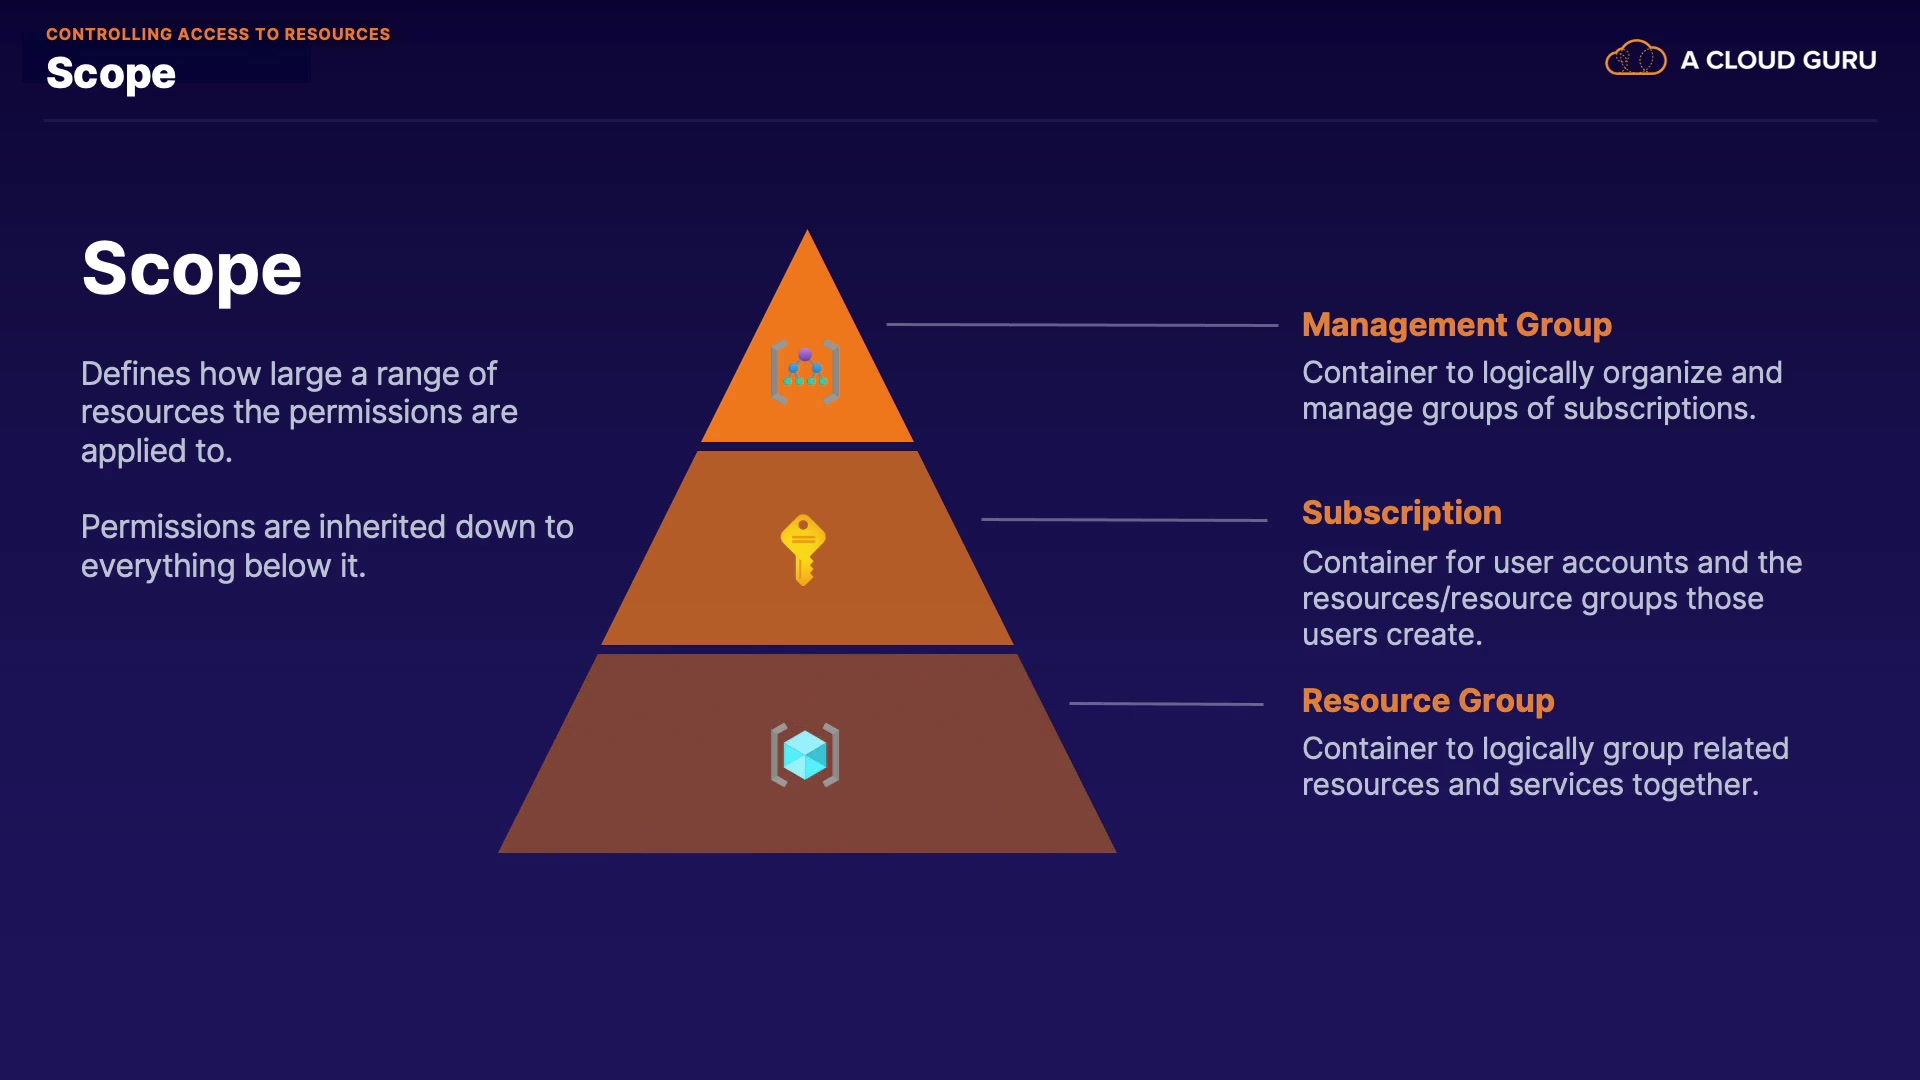 CONTROLLING ACCESS TO RESOURCES
Scope
A CLOUD GURU
Scope
Defines how large a range of
resources the permissions are
applied to.
Permissions are inherited down to
everything below it.
Management Group
Container to logically organize and
manage groups of subscriptions.
Subscription
Container for user accounts and the
resources/resource groups those
users create.
Resource Group
Container to logically group related
resources and services together.